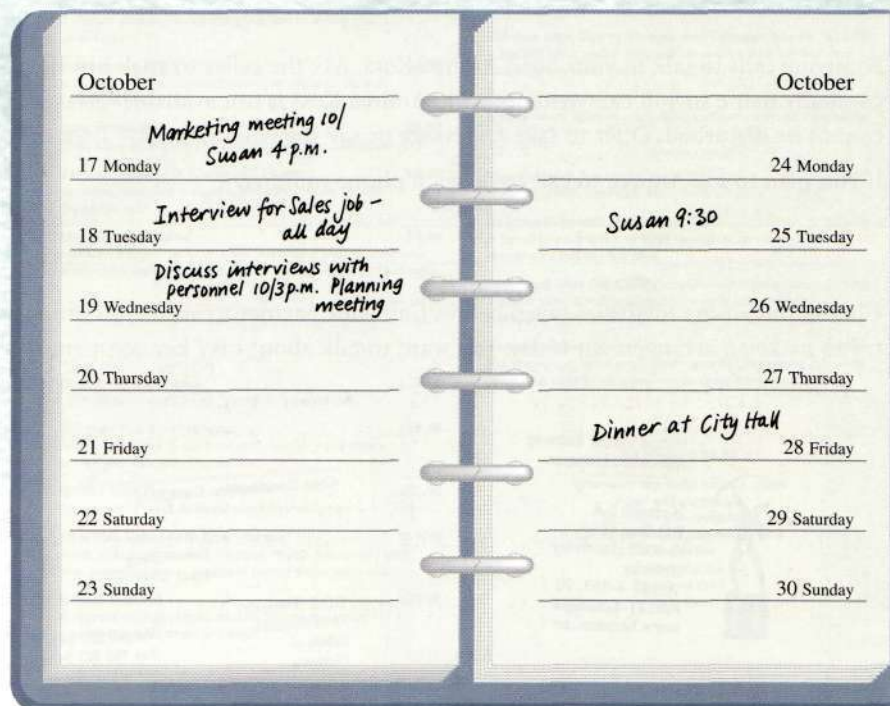 October
Marketing meeting 10/
Susan 4 p.m.
17 Monday
Interview for Sales job –
all day
18 Tuesday
Discuss interviews with
personnel 10/3p.m. Planning
meeting
19 Wednesday
20 Thursday
21 Friday
22 Saturday
23 Sunday
October
24 Monday
Susan 9:30
25 Tuesday
26 Wednesday
27 Thursday
Dinner at City Hall
28 Friday
29 Saturday
30 Sunday